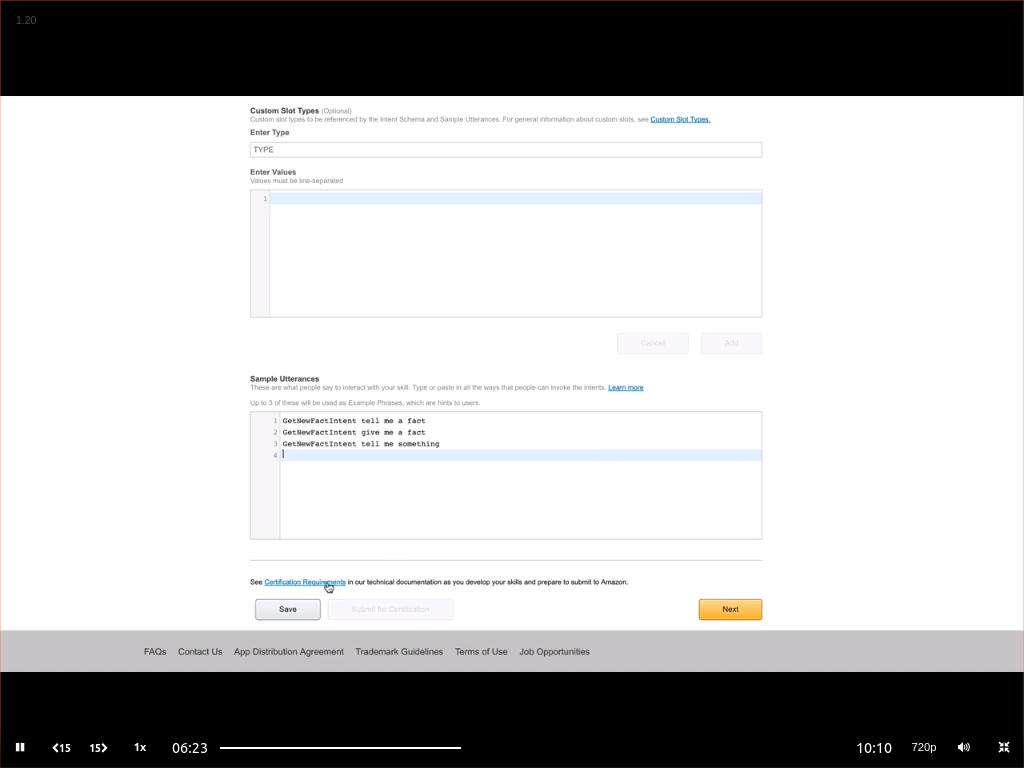 1.20
Custom Slot Types (Optional)
Custom slot types to be referenced by the Intent Schema and Sample Utterances. For general information about custom slots, see Custom Slot Types.
Enter Type
TYPE
Enter Values
Values must be line-separated
1
Cancel Add
Sample Utterances
These are what people say to interact with your skill. Type or paste in all the ways that people can invoke the intents. Learn more
Up to 3 of these will be used as Example Phrases, which are hints to users.
1 GetNewFactIntent tell me a fact
2 GetNewFactIntent give me a fact
3 GetNewFactIntent tell me something
4
See Certification Requirements in our technical documentation as you develop your skills and prepare to submit to Amazon.
Save Submit for Certification Next
FAQs Contact Us App Distribution Agreement Trademark Guidelines Terms of Use Job Opportunities
15 15 1x 06:23 10:10 720p